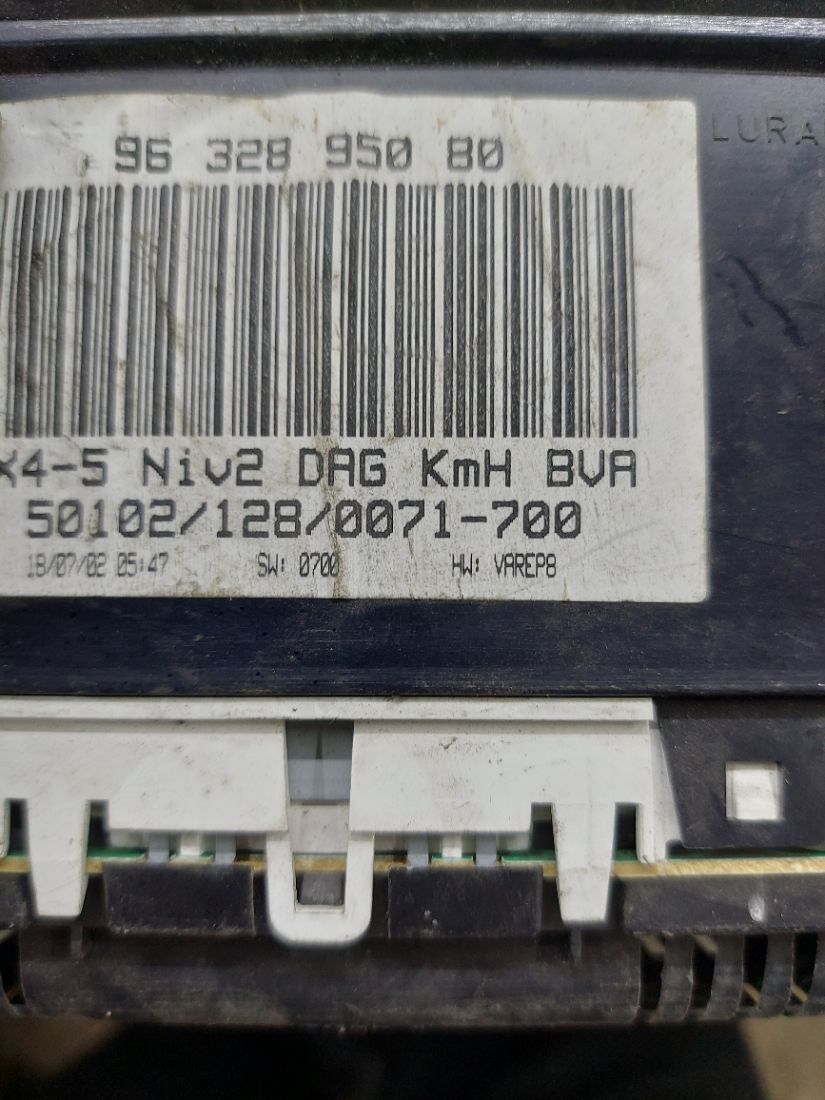 96 328 950 80
LURA
X4-5 Niv2 DAG KmH BVA
50102/128/0071-700
18/07/02 05:47 SW: 0700 HW: VAREP8